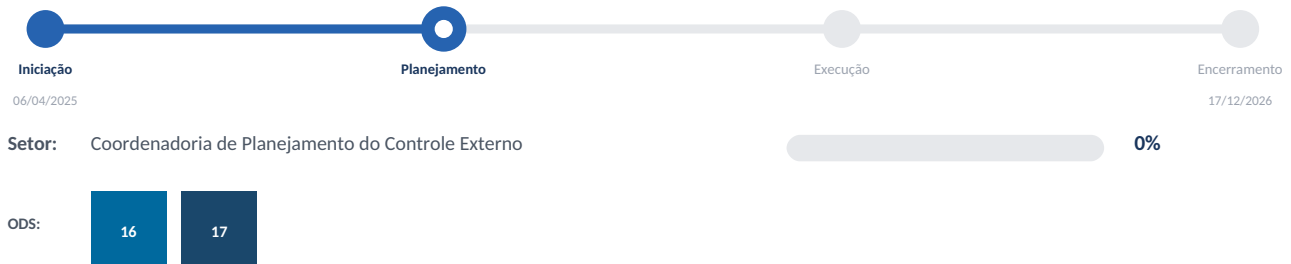 Iniciação Planejamento Execução Encerramento
06/04/2025 17/12/2026
Setor: Coordenadoria de Planejamento do Controle Externo 0%
ODS: 16 17